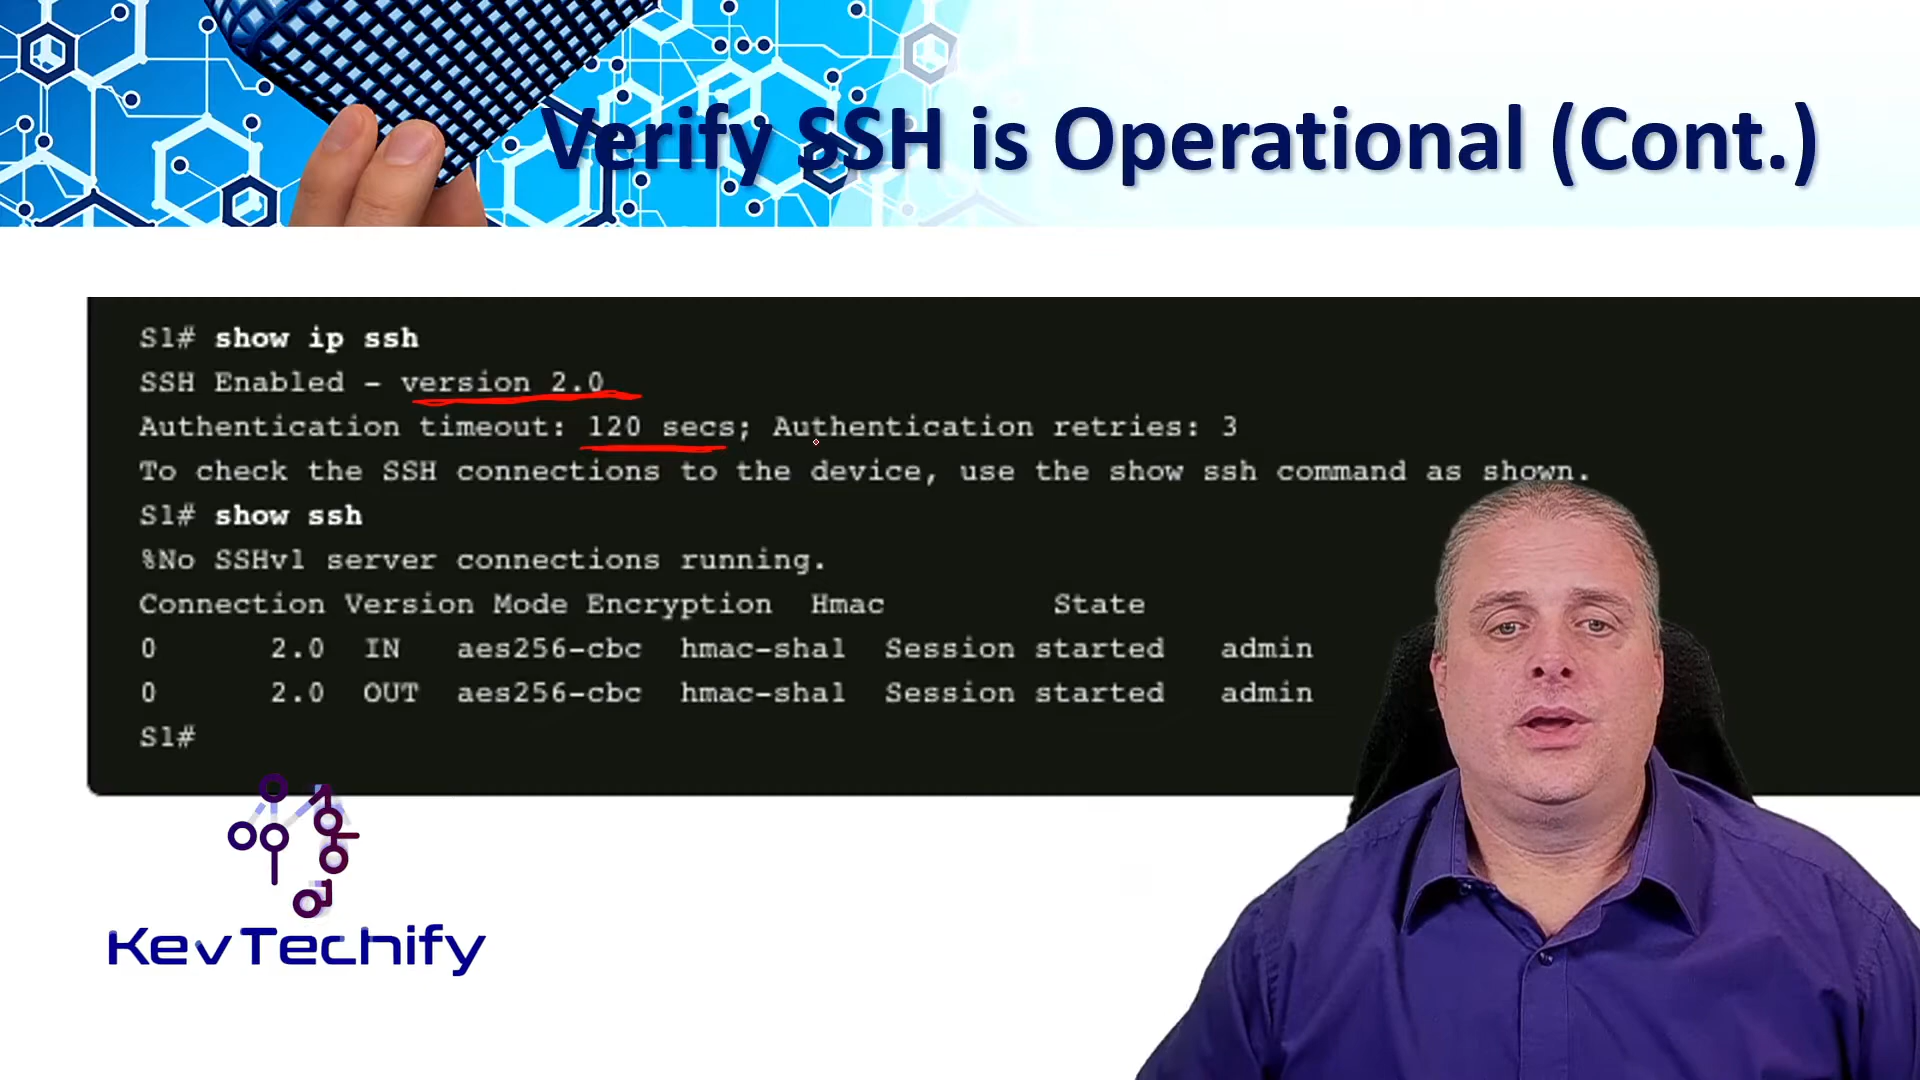 Verify SSH is Operational (Cont.)
S1# show ip ssh
SSH Enabled - version 2.0
Authentication timeout: 120 secs; Authentication retries: 3
To check the SSH connections to the device, use the show ssh command as shown.
S1# show ssh
%No SSHv1 server connections running.
Connection Version Mode Encryption Hmac State
0 2.0 IN aes256-cbc hmac-sha1 Session started admin
0 2.0 OUT aes256-cbc hmac-sha1 Session started admin
S1#
KevTechify